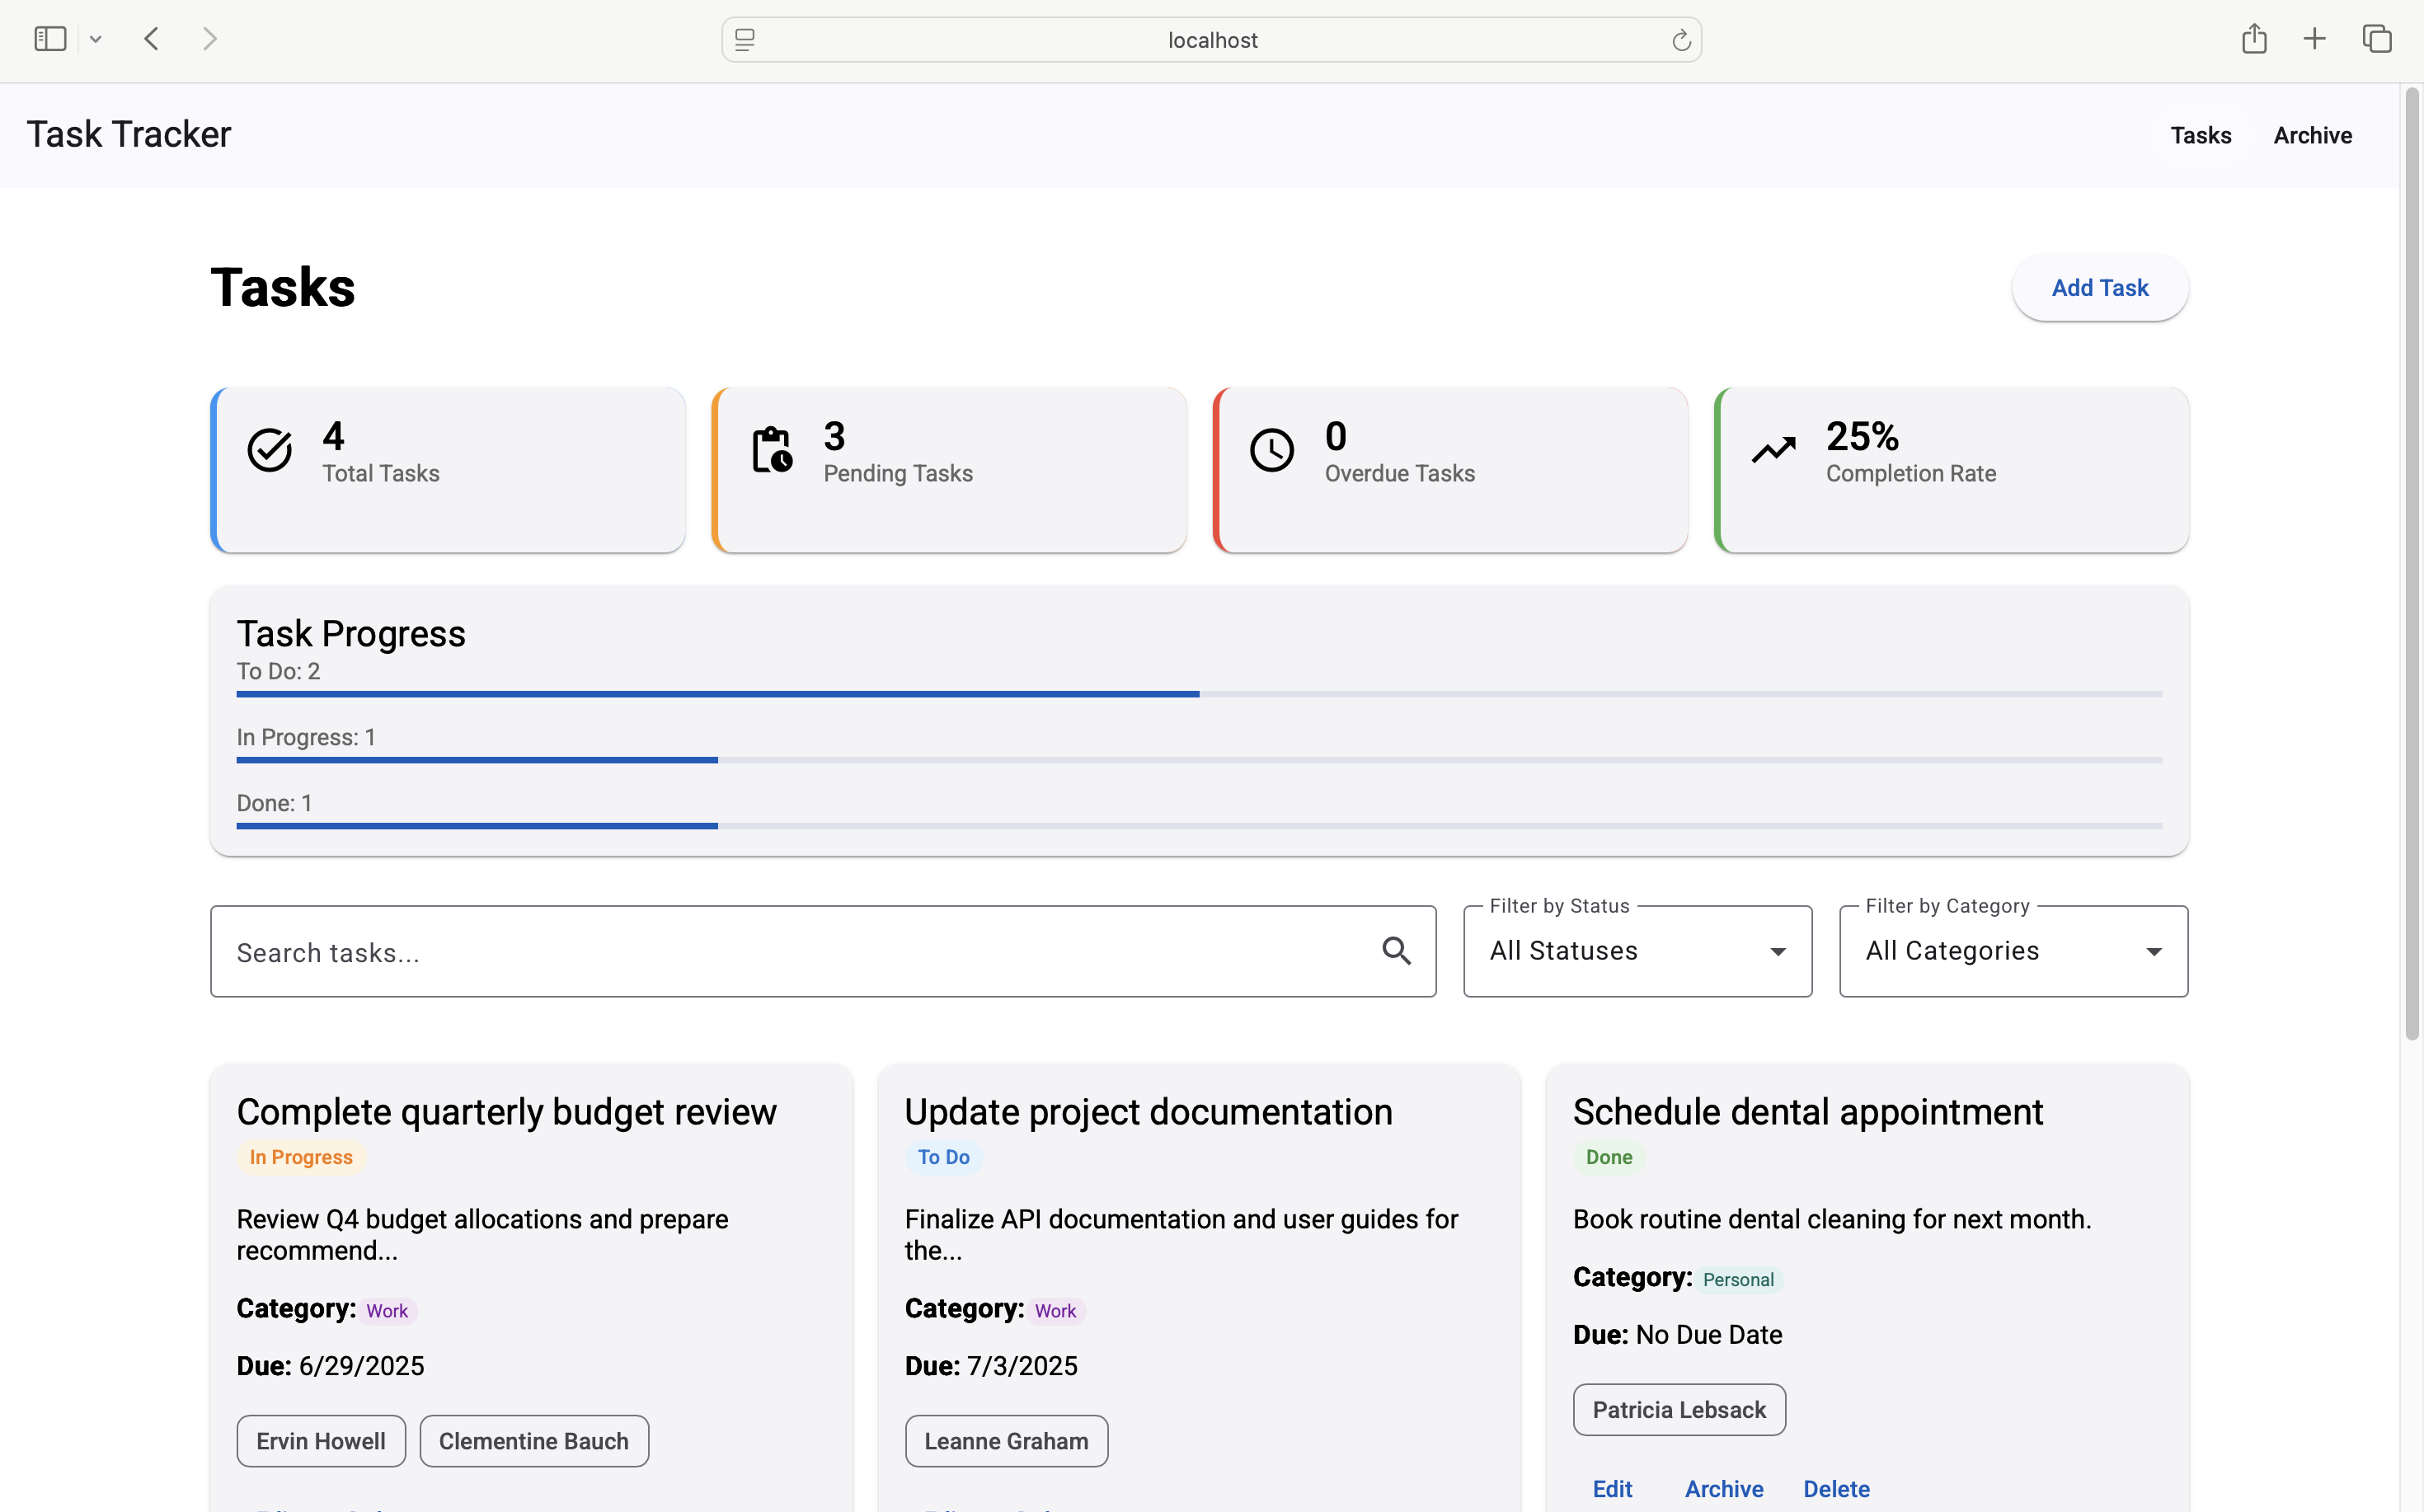 localhost
Task Tracker
Tasks
Archive
Tasks
Add Task
4
Total Tasks
3
Pending Tasks
0
Overdue Tasks
25%
Completion Rate
Task Progress
To Do: 2
In Progress: 1
Done: 1
Search tasks...
Filter by Status
All Statuses
Filter by Category
All Categories
Complete quarterly budget review
In Progress
Review Q4 budget allocations and prepare
recommend...
Category: Work
Due: 6/29/2025
Ervin Howell
Clementine Bauch
Update project documentation
To Do
Finalize API documentation and user guides for
the...
Category: Work
Due: 7/3/2025
Leanne Graham
Schedule dental appointment
Done
Book routine dental cleaning for next month.
Category: Personal
Due: No Due Date
Patricia Lebsack
Edit
Archive
Delete